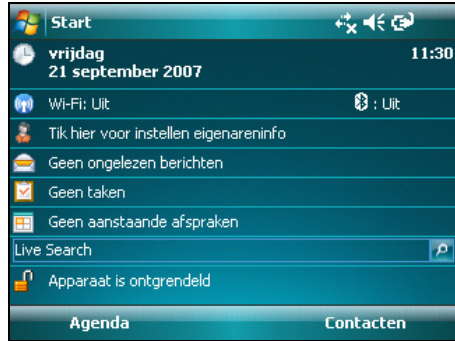 Start
vrijdag 11:30
21 september 2007
Wi-Fi: Uit : Uit
Tik hier voor instellen eigenareninfo
Geen ongelezen berichten
Geen taken
Geen aanstaande afspraken
Live Search
Apparaat is ontgrendeld
Agenda Contacten